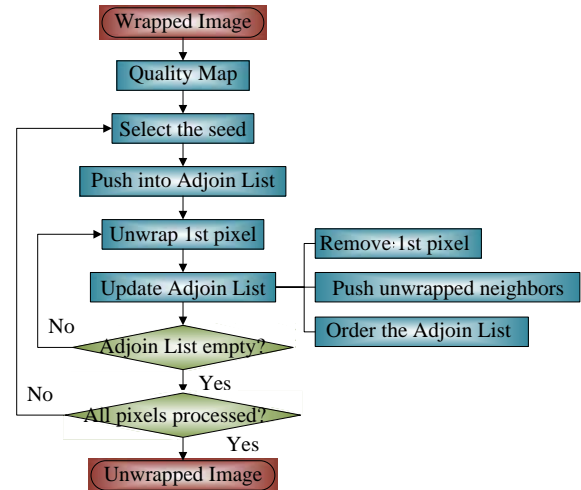 Wrapped Image
Quality Map
Select the seed
Push into Adjoin List
Unwrap 1st pixel
Remove 1st pixel
Update Adjoin List
Push unwrapped neighbors
Order the Adjoin List
No
Adjoin List empty?
Yes
No
All pixels processed?
Yes
Unwrapped Image